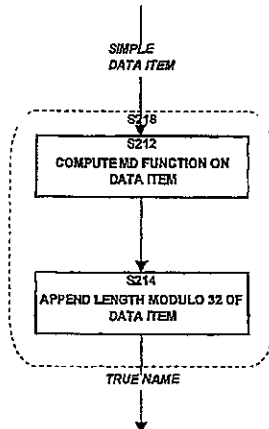 SIMPLE
DATA ITEM
S218
S212
COMPUTE MD FUNCTION ON
DATA ITEM
S214
APPEND LENGTH MODULO 32 OF
DATA ITEM
TRUE NAME